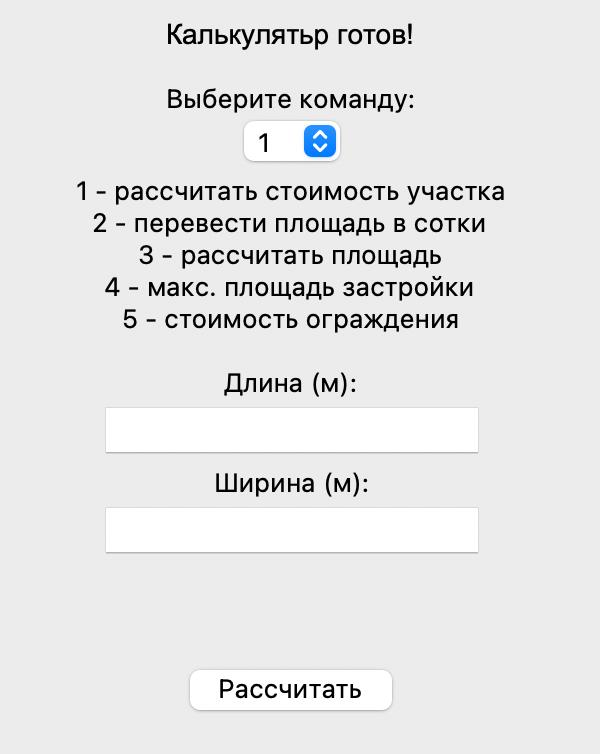 Калькулятьр готов!
Выберите команду:
1
1 - рассчитать стоимость участка
2 - перевести площадь в сотки
3 - рассчитать площадь
4 - макс. площадь застройки
5 - стоимость ограждения
Длина (м):
Ширина (м):
Рассчитать